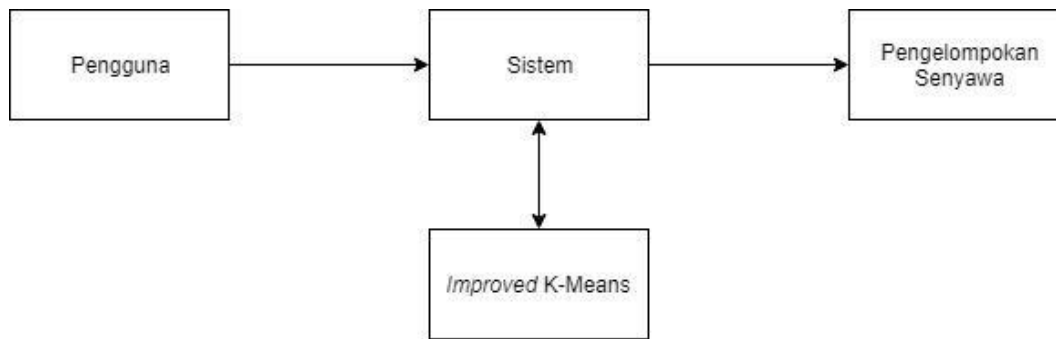 Pengguna
Sistem
Pengelompokan
Senyawa
Improved K-Means